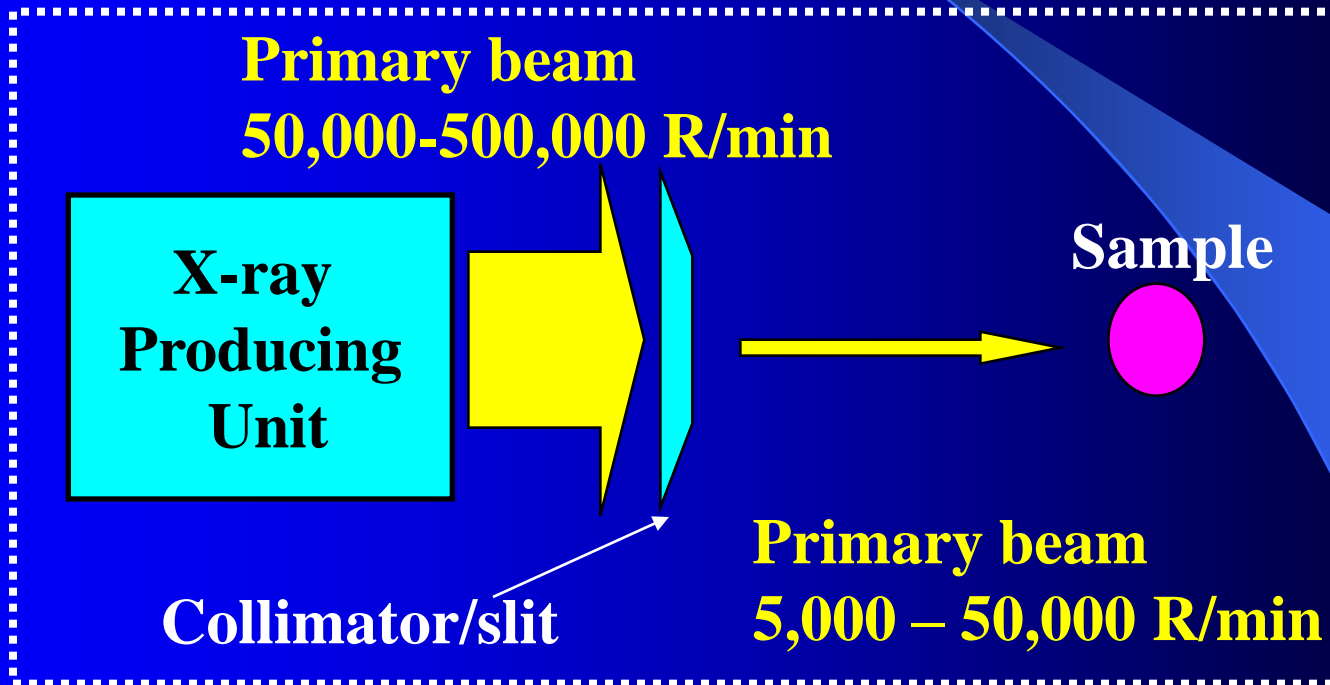 Primary beam
50,000-500,000 R/min
X-ray
Producing
Unit
Sample
Collimator/slit
Primary beam
5,000 – 50,000 R/min